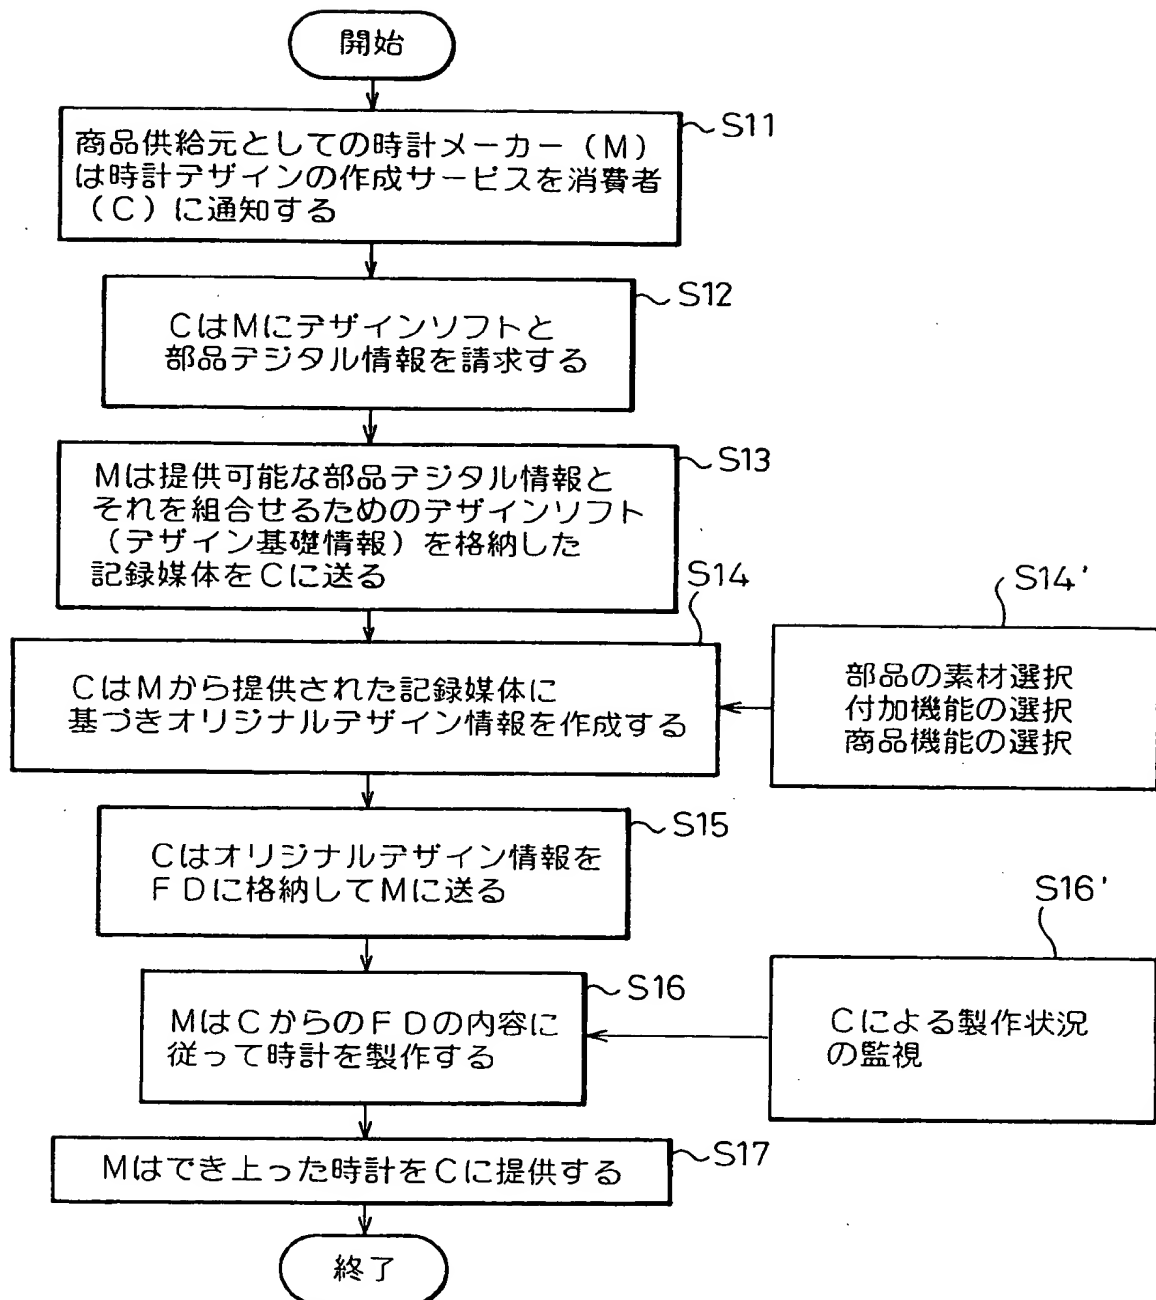 開始
S11
商品供給元としての時計メーカー(M)
は時計デザインの作成サービスを消費者
(C)に通知する
S12
CはMにデザインソフトと
部品デジタル情報を請求する
S13
Mは提供可能な部品デジタル情報と
それを組合せるためのデザインソフト
(デザイン基礎情報)を格納した
記録媒体をCに送る
S14
CはMから提供された記録媒体に
基づきオリジナルデザイン情報を作成する
S14'
部品の素材選択
付加機能の選択
商品機能の選択
S15
Cはオリジナルデザイン情報を
FDに格納してMに送る
S16
MはCからのFDの内容に
従って時計を製作する
S16'
Cによる製作状況
の監視
S17
Mはでき上った時計をCに提供する
終了